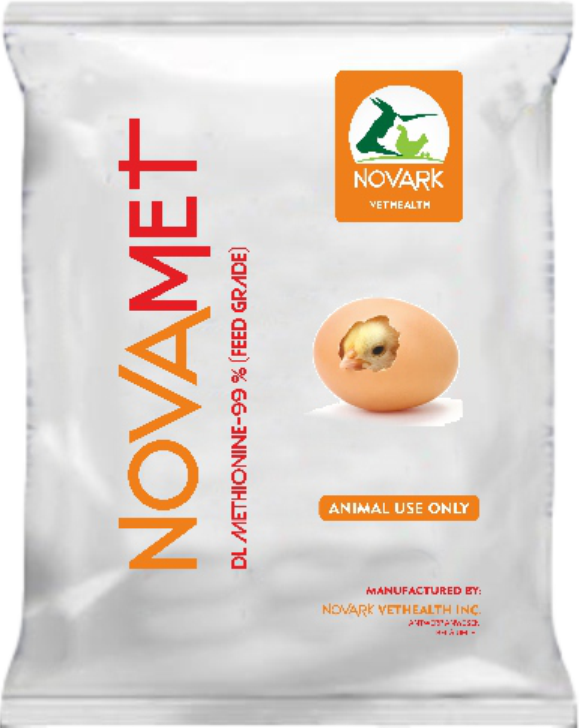 NOVARK
VETHEALTH
NOVAMET
DL METHIONINE-99 % (FEED GRADE)
ANIMAL USE ONLY
MANUFACTURED BY:
NOVARK VETHEALTH INC.